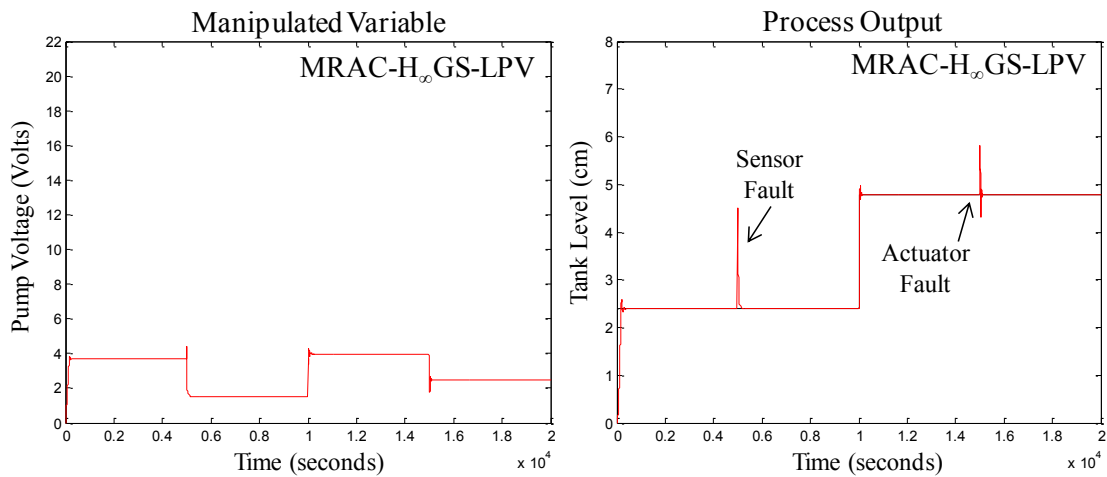 Manipulated Variable
22
20
18
16
14
12
10
8
6
4
2
0
MRAC-H∞GS-LPV
Pump Voltage (Volts)
0 0.2 0.4 0.6 0.8 1 1.2 1.4 1.6 1.8 2
Time (seconds)
x 10^4
Process Output
8
7
6
5
4
3
2
1
0
MRAC-H∞GS-LPV
Sensor
Fault
Actuator
Fault
Tank Level (cm)
0 0.2 0.4 0.6 0.8 1 1.2 1.4 1.6 1.8 2
Time (seconds)
x 10^4